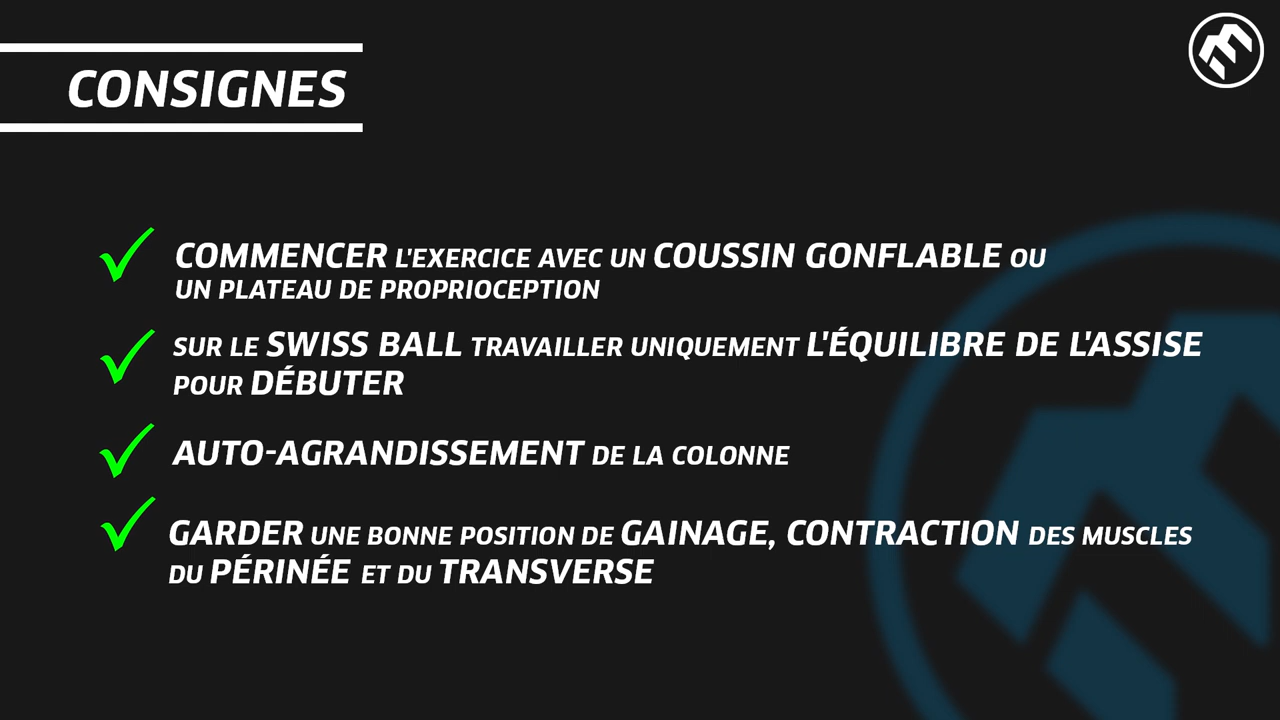 CONSIGNES
COMMENCER L'EXERCICE AVEC UN COUSSIN GONFLABLE OU
UN PLATEAU DE PROPRIOCEPTION
SUR LE SWISS BALL TRAVAILLER UNIQUEMENT L'ÉQUILIBRE DE L'ASSISE
POUR DÉBUTER
AUTO-AGRANDISSEMENT DE LA COLONNE
GARDER UNE BONNE POSITION DE GAINAGE, CONTRACTION DES MUSCLES
DU PÉRINÉE ET DU TRANSVERSE